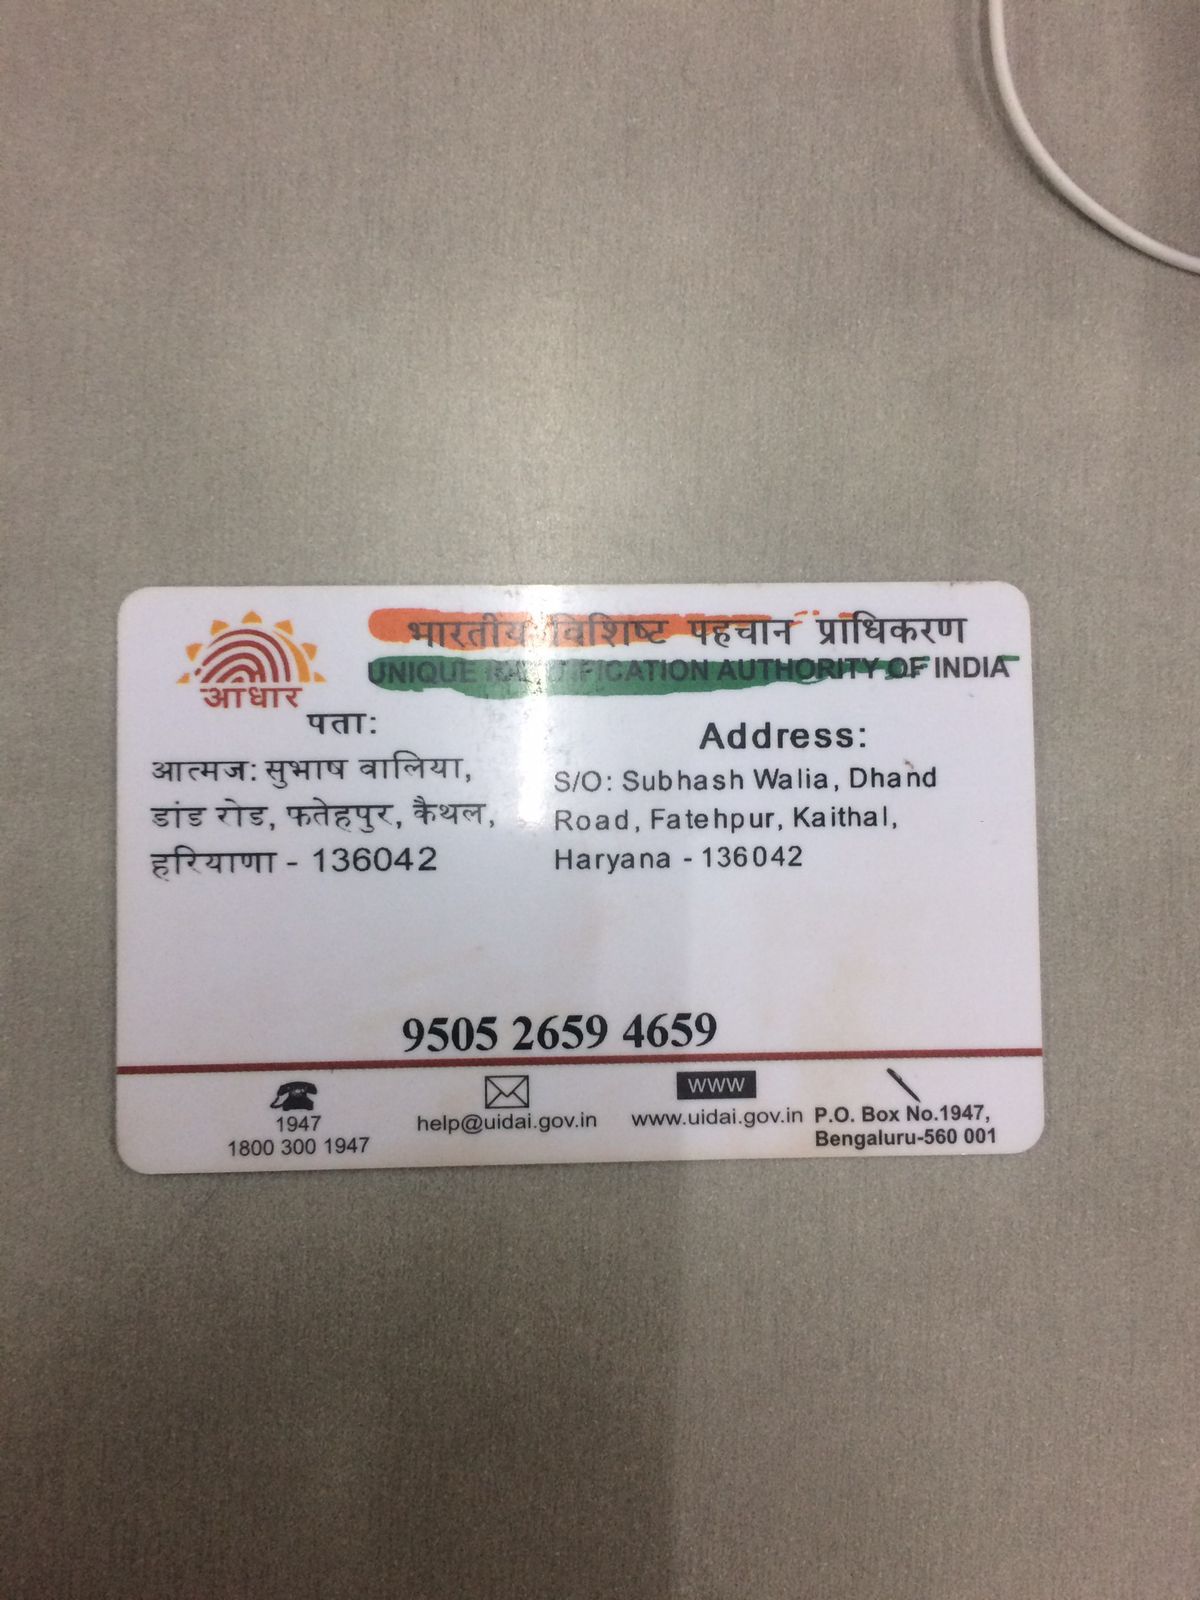 भारतीय विशिष्ट पहचान प्राधिकरण
UNIQUE IDENTIFICATION AUTHORITY OF INDIA
आधार
पता:
आत्मज: सुभाष वालिया,
डांड रोड, फतेहपुर, कैथल,
हरियाणा - 136042
Address:
S/O: Subhash Walia, Dhand
Road, Fatehpur, Kaithal,
Haryana - 136042
9505 2659 4659
1947
1800 300 1947
help@uidai.gov.in
WWW
www.uidai.gov.in
P.O. Box No.1947,
Bengaluru-560 001